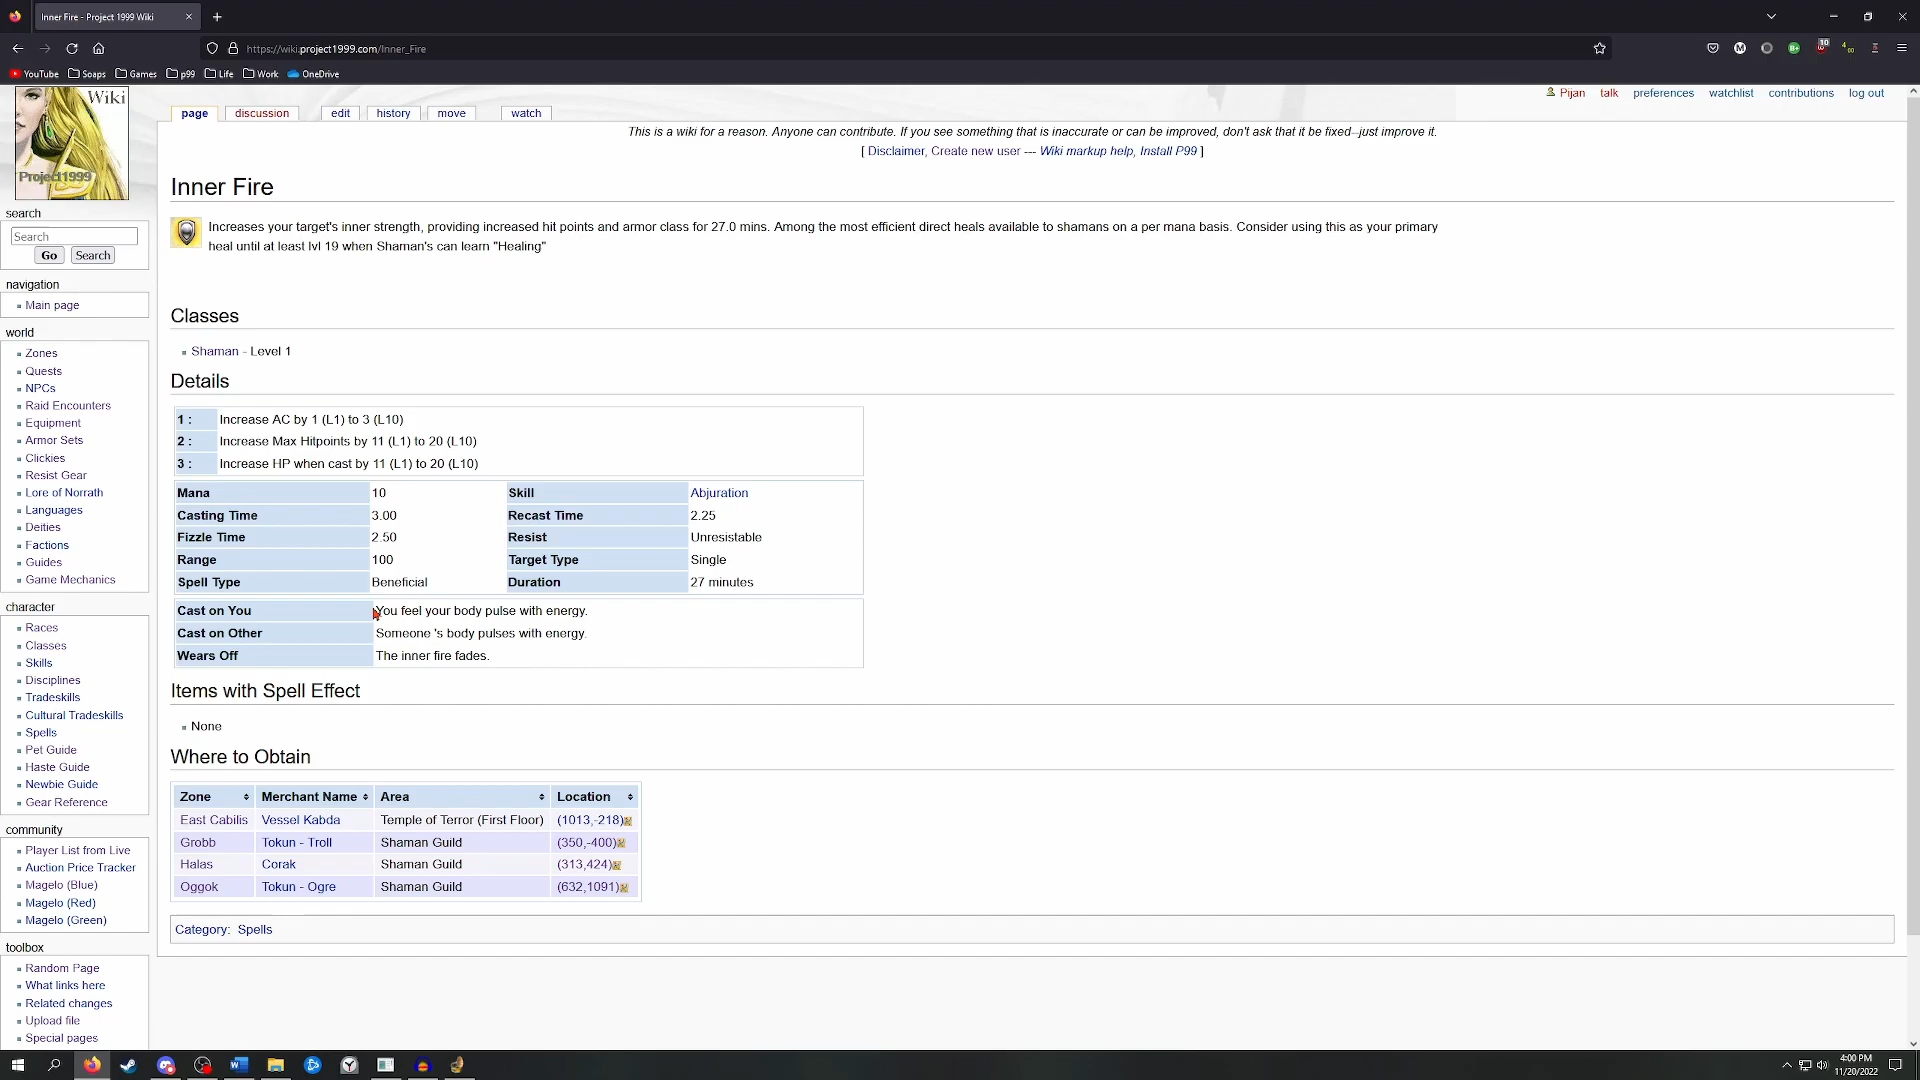 Inner Fire - Project 1999 Wiki
https://wiki.project1999.com/Inner_Fire
10
YouTube Soaps Games p99 Life Work OneDrive
Wiki
Project1999
Pijan talk preferences watchlist contributions log out
page discussion edit history move watch
This is a wiki for a reason. Anyone can contribute. If you see something that is inaccurate or can be improved, don't ask that it be fixed--just improve it.
[ Disclaimer, Create new user --- Wiki markup help, Install P99 ]
search
Search
Go Search
navigation
Main page
world
Zones
Quests
NPCs
Raid Encounters
Equipment
Armor Sets
Clickies
Resist Gear
Lore of Norrath
Languages
Deities
Factions
Guides
Game Mechanics
character
Races
Classes
Skills
Disciplines
Tradeskills
Cultural Tradeskills
Spells
Pet Guide
Haste Guide
Newbie Guide
Gear Reference
community
Player List from Live
Auction Price Tracker
Magelo (Blue)
Magelo (Red)
Magelo (Green)
toolbox
Random Page
What links here
Related changes
Upload file
Special pages
Inner Fire
Increases your target's inner strength, providing increased hit points and armor class for 27.0 mins. Among the most efficient direct heals available to shamans on a per mana basis. Consider using this as your primary
heal until at least lvl 19 when Shaman's can learn "Healing"
Classes
Shaman - Level 1
Details
1 : Increase AC by 1 (L1) to 3 (L10)
2 : Increase Max Hitpoints by 11 (L1) to 20 (L10)
3 : Increase HP when cast by 11 (L1) to 20 (L10)
Mana 10 Skill Abjuration
Casting Time 3.00 Recast Time 2.25
Fizzle Time 2.50 Resist Unresistable
Range 100 Target Type Single
Spell Type Beneficial Duration 27 minutes
Cast on You You feel your body pulse with energy.
Cast on Other Someone 's body pulses with energy.
Wears Off The inner fire fades.
Items with Spell Effect
None
Where to Obtain
Zone Merchant Name Area Location
East Cabilis Vessel Kabda Temple of Terror (First Floor) (1013,-218)
Grobb Tokun - Troll Shaman Guild (350,-400)
Halas Corak Shaman Guild (313,424)
Oggok Tokun - Ogre Shaman Guild (632,1091)
Category: Spells
4:00 PM
11/20/2022